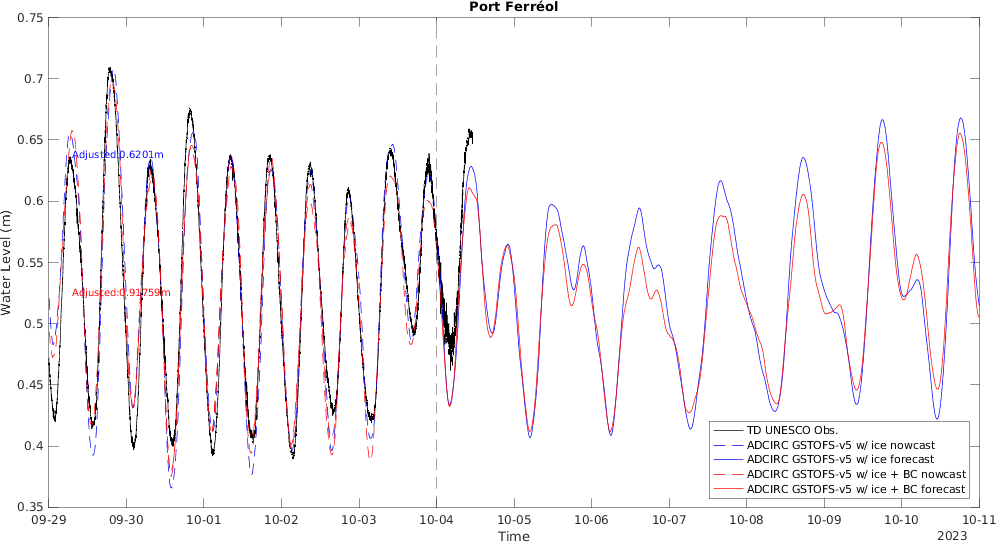 Port Ferréol
0.75
0.7
0.65
0.6
0.55
0.5
0.45
0.4
0.35
Water Level (m)
Adjusted:0.6201m
Adjusted:0.91759m
TD UNESCO Obs.
ADCIRC GSTOFS-v5 w/ ice nowcast
ADCIRC GSTOFS-v5 w/ ice forecast
ADCIRC GSTOFS-v5 w/ ice + BC nowcast
ADCIRC GSTOFS-v5 w/ ice + BC forecast
09-29 09-30 10-01 10-02 10-03 10-04 10-05 10-06 10-07 10-08 10-09 10-10 10-11
Time
2023